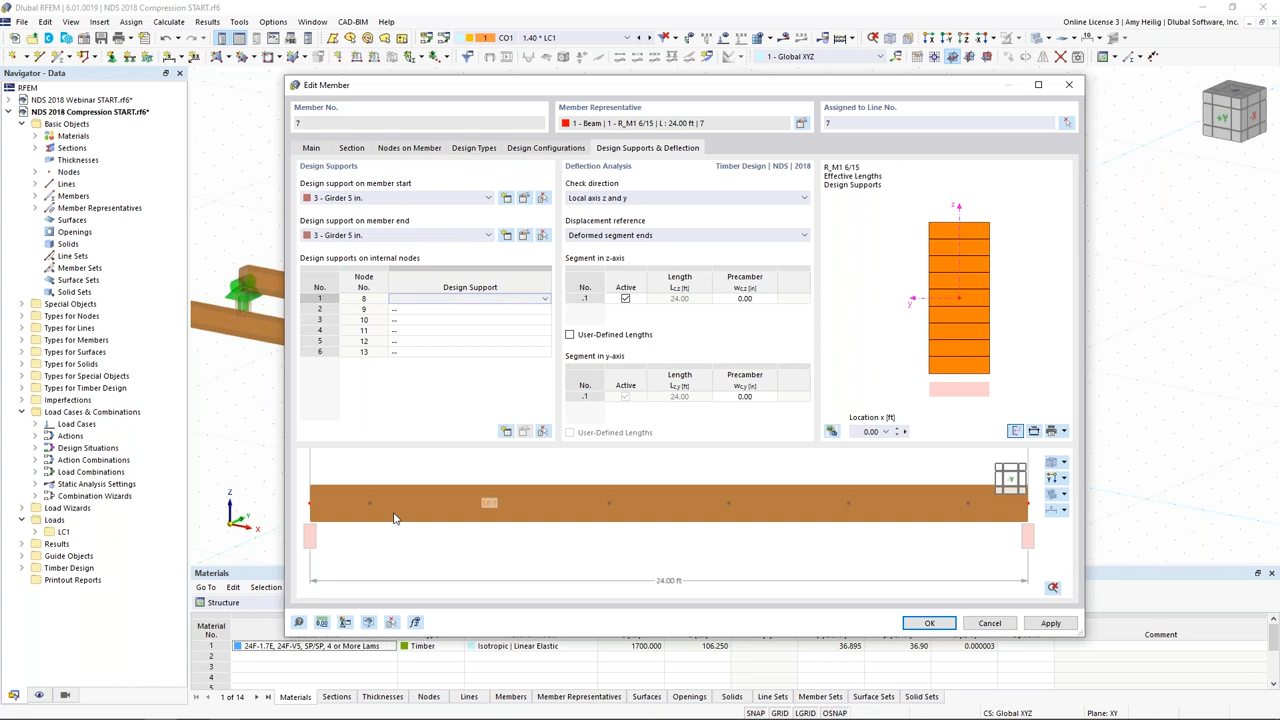 Dlubal RFEM | 6.01.0019 | NDS 2018 Compression START.rf6
File Edit View Insert Assign Calculate Results Tools Options Window CAD-BIM Help
Online License 3 | Amy Heilig | Dlubal Software, Inc.
1 CO1 1.40 * LC1
1 - Global XYZ
Navigator - Data
RFEM
NDS 2018 Webinar START.rf6*
NDS 2018 Compression START.rf6*
Basic Objects
Materials
Sections
Thicknesses
Nodes
Lines
Members
Member Representatives
Surfaces
Openings
Solids
Line Sets
Member Sets
Surface Sets
Solid Sets
Special Objects
Types for Nodes
Types for Lines
Types for Members
Types for Surfaces
Types for Solids
Types for Special Objects
Types for Timber Design
Imperfections
Load Cases & Combinations
Load Cases
Actions
Design Situations
Action Combinations
Load Combinations
Static Analysis Settings
Combination Wizards
Load Wizards
Loads
LC1
Results
Guide Objects
Timber Design
Printout Reports
Edit Member
Member No.
7
Member Representative
1 - Beam | 1 - R_M1 6/15 | L : 24.00 ft | 7
Assigned to Line No.
7
Main Section Nodes on Member Design Types Design Configurations Design Supports & Deflection
Design Supports
Design support on member start
3 - Girder 5 in.
Design support on member end
3 - Girder 5 in.
Design supports on internal nodes
No. Node No. Design Support
1 8
2 9 --
3 10 --
4 11 --
5 12 --
6 13 --
Deflection Analysis Timber Design | NDS | 2018
Check direction
Local axis z and y
Displacement reference
Deformed segment ends
Segment in z-axis
No. Active Length Lc,z [ft] Precamber wc,z [in]
.1 24.00 0.00
User-Defined Lengths
Segment in y-axis
No. Active Length Lc,y [ft] Precamber wc,y [in]
.1 24.00 0.00
User-Defined Lengths
R_M1 6/15
Effective Lengths
Design Supports
z
y
Location x [ft]
0.00
-Y
24.00 ft
OK Cancel Apply
+Y -X
Z Y X
Materials
Go To Edit Selection
Structure
Material No.
Comment
1 24F-1.7E, 24F-VS, SP/SP, 4 or More Lams Timber Isotropic | Linear Elastic 1700.000 106.250 36.895 36.90 0.000003
2
3
4
5
1 of 14 Materials Sections Thicknesses Nodes Lines Members Member Representatives Surfaces Openings Solids Line Sets Member Sets Surface Sets Solid Sets
SNAP GRID LGRID OSNAP CS: Global XYZ Plane: XY